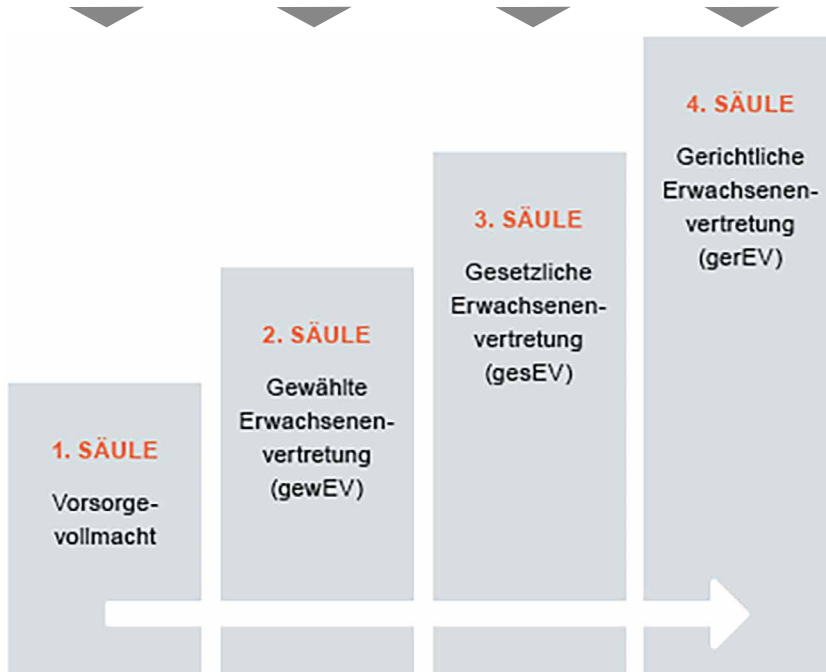 1. SÄULE
Vorsorge-
vollmacht
2. SÄULE
Gewählte
Erwachsenen-
vertretung
(gewEV)
3. SÄULE
Gesetzliche
Erwachsenen-
vertretung
(gesEV)
4. SÄULE
Gerichtliche
Erwachsenen-
vertretung
(gerEV)